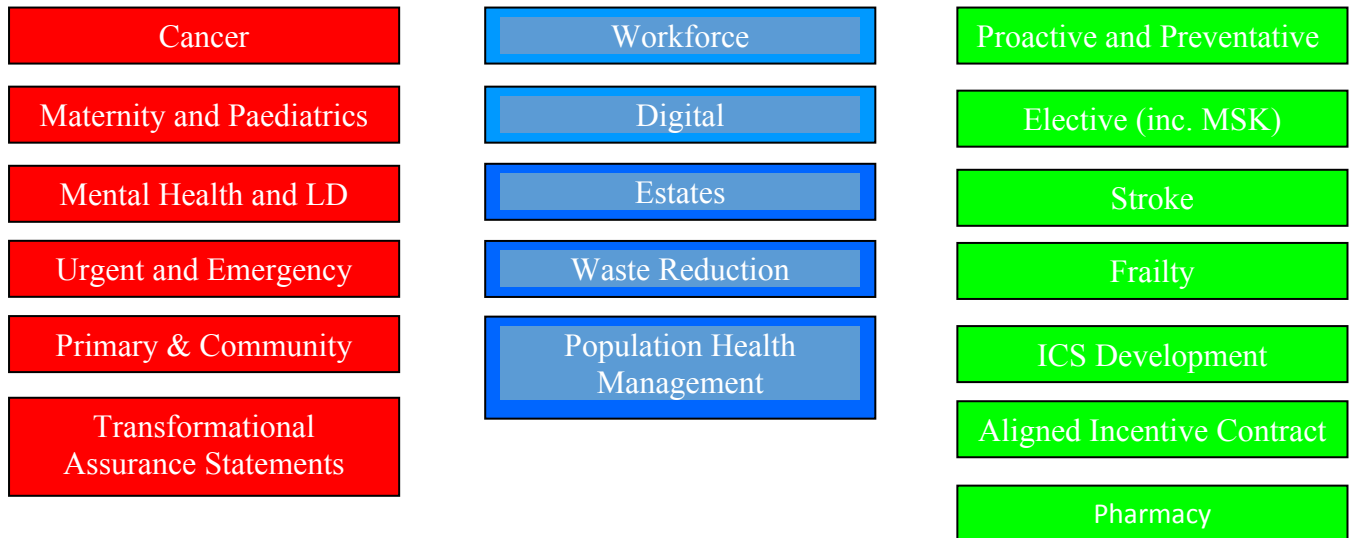 Cancer
Maternity and Paediatrics
Mental Health and LD
Urgent and Emergency
Primary & Community
Transformational
Assurance Statements
Workforce
Digital
Estates
Waste Reduction
Population Health
Management
Proactive and Preventative
Elective (inc. MSK)
Stroke
Frailty
ICS Development
Aligned Incentive Contract
Pharmacy